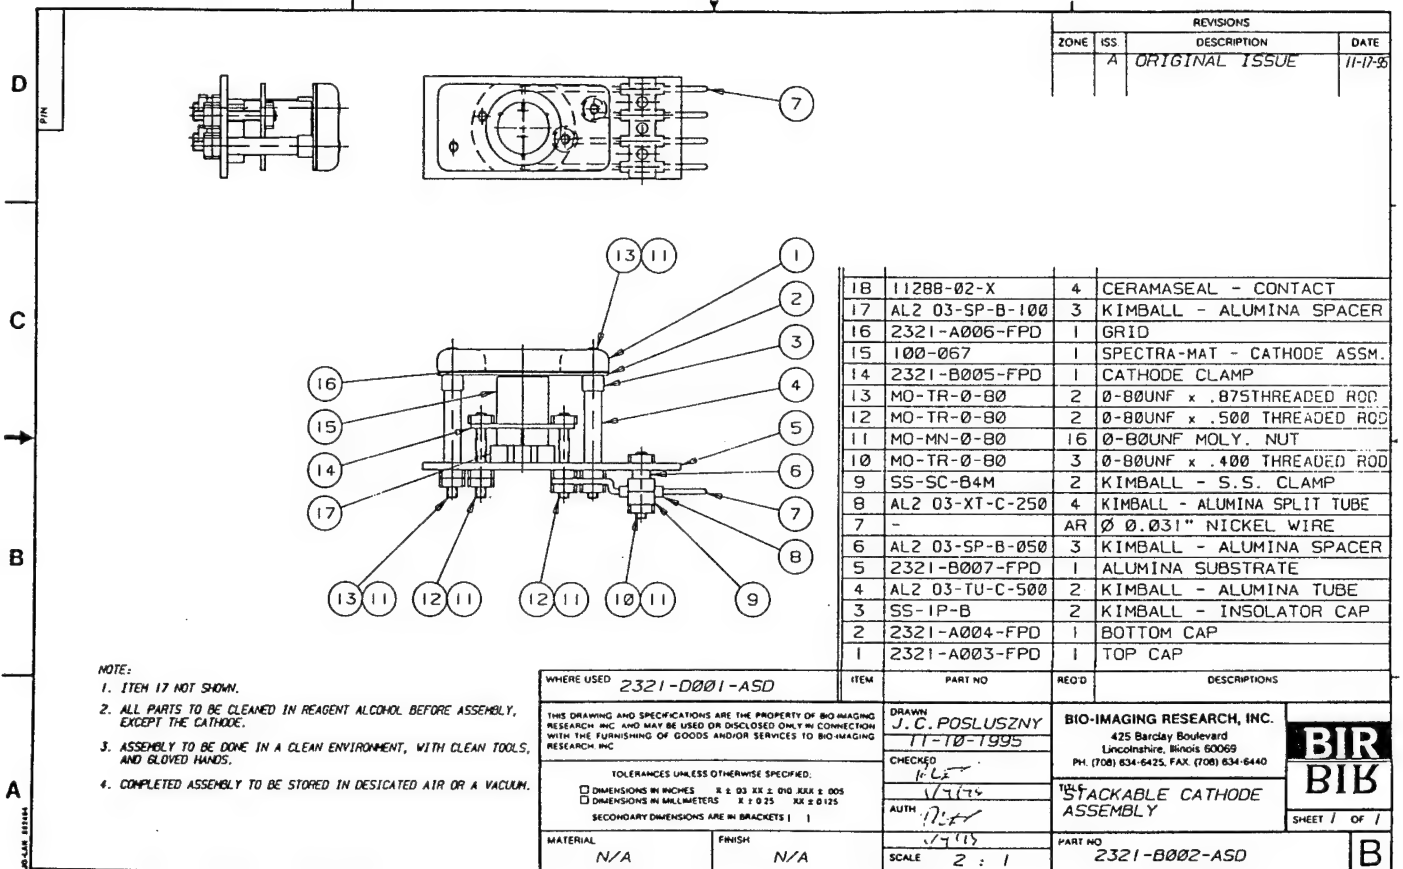 REVISIONS
ZONE ISS DESCRIPTION DATE
A ORIGINAL ISSUE 11-17-95
D
C
B
A
P/N
7
13 11
1
2
3
4
5
6
7
8
16
15
14
17
13 11
12 11
12 11
10 11
9
18 11288-02-X 4 CERAMASEAL - CONTACT
17 AL2 03-SP-B-100 3 KIMBALL - ALUMINA SPACER
16 2321-A006-FPD 1 GRID
15 100-067 1 SPECTRA-MAT - CATHODE ASSM.
14 2321-B005-FPD 1 CATHODE CLAMP
13 MO-TR-0-80 2 0-80UNF x .875THREADED ROD
12 MO-TR-0-80 2 0-80UNF x .500 THREADED ROD
11 MO-MN-0-80 16 0-80UNF MOLY. NUT
10 MO-TR-0-80 3 0-80UNF x .400 THREADED ROD
9 SS-SC-B4M 2 KIMBALL - S.S. CLAMP
8 AL2 03-XT-C-250 4 KIMBALL - ALUMINA SPLIT TUBE
7 - AR Ø 0.031" NICKEL WIRE
6 AL2 03-SP-B-050 3 KIMBALL - ALUMINA SPACER
5 2321-B007-FPD 1 ALUMINA SUBSTRATE
4 AL2 03-TU-C-500 2 KIMBALL - ALUMINA TUBE
3 SS-IP-B 2 KIMBALL - INSOLATOR CAP
2 2321-A004-FPD 1 BOTTOM CAP
1 2321-A003-FPD 1 TOP CAP
ITEM PART NO REQ'D DESCRIPTIONS
NOTE:
1. ITEM 17 NOT SHOWN.
2. ALL PARTS TO BE CLEANED IN REAGENT ALCOHOL BEFORE ASSEMBLY,
EXCEPT THE CATHODE.
3. ASSEMBLY TO BE DONE IN A CLEAN ENVIRONMENT, WITH CLEAN TOOLS,
AND GLOVED HANDS.
4. COMPLETED ASSEMBLY TO BE STORED IN DESICATED AIR OR A VACUUM.
WHERE USED 2321-D001-ASD
THIS DRAWING AND SPECIFICATIONS ARE THE PROPERTY OF BIO-IMAGING
RESEARCH INC AND MAY BE USED OR DISCLOSED ONLY IN CONNECTION
WITH THE FURNISHING OF GOODS AND/OR SERVICES TO BIO-IMAGING
RESEARCH INC
TOLERANCES UNLESS OTHERWISE SPECIFIED:
DIMENSIONS IN INCHES X ± 03 XX ± 010 XXX ± 005
DIMENSIONS IN MILLIMETERS X ± 0 25 XX ± 0 125
SECONDARY DIMENSIONS ARE IN BRACKETS [ ]
MATERIAL
N/A
FINISH
N/A
DRAWN
J.C. POSLUSZNY
11-10-1995
CHECKED
AUTH
SCALE 2 : 1
BIO-IMAGING RESEARCH, INC.
425 Barclay Boulevard
Lincolnshire, Illinois 60069
PH. (708) 634-6425, FAX. (708) 634-6440
BIR
BIR
TITLE
STACKABLE CATHODE
ASSEMBLY
SHEET 1 OF 1
PART NO
2321-B002-ASD
B